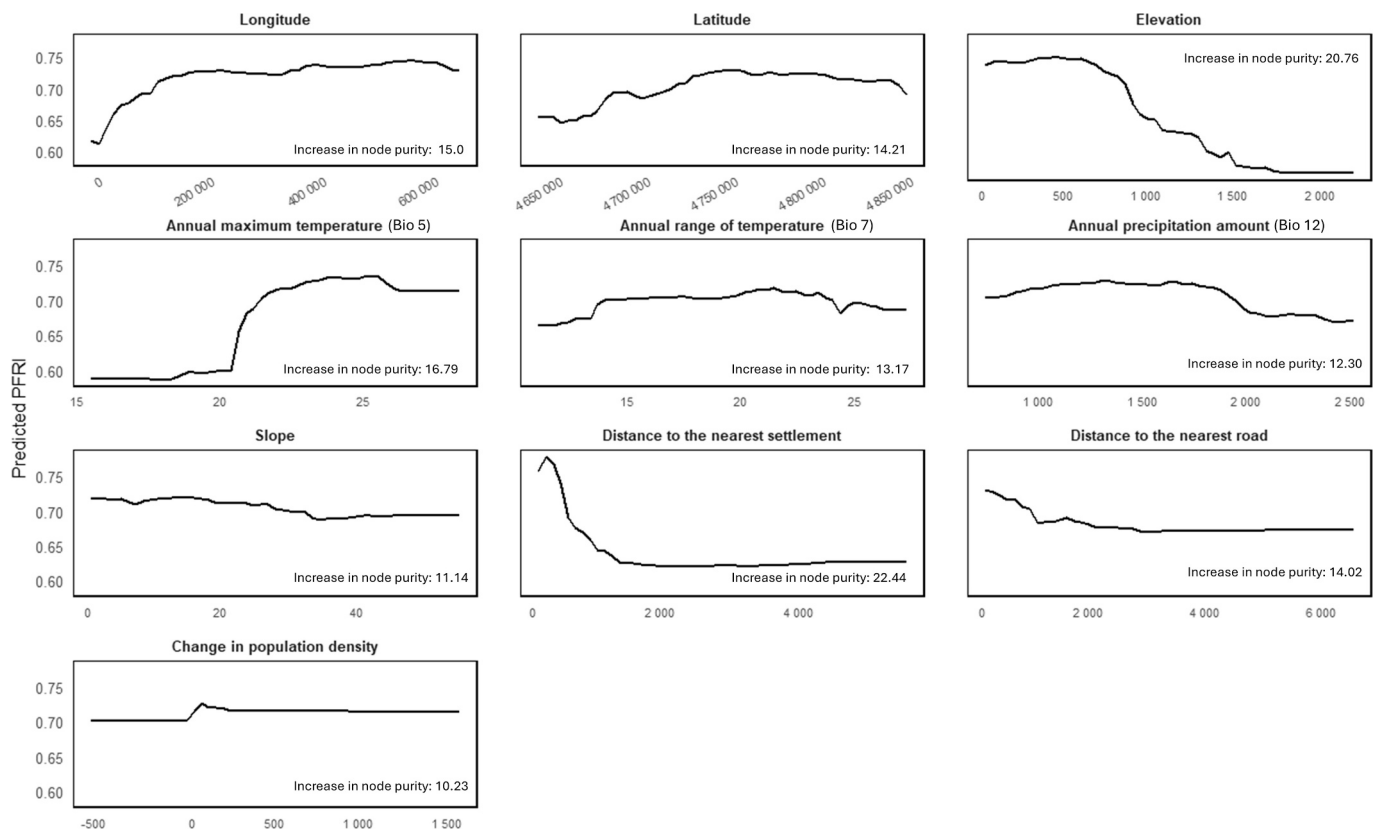 Longitude
Latitude
Elevation
0.75
0.70
0.65
0.60
Increase in node purity: 15.0
Increase in node purity: 14.21
Increase in node purity: 20.76
0 200 000 400 000 600 000
4 650 000 4 700 000 4 750 000 4 800 000 4 850 000
0 500 1 000 1 500 2 000
Annual maximum temperature (Bio 5)
Annual range of temperature (Bio 7)
Annual precipitation amount (Bio 12)
Predicted PFRI
0.75
0.70
0.65
0.60
Increase in node purity: 16.79
Increase in node purity: 13.17
Increase in node purity: 12.30
15 20 25
15 20 25
1 000 1 500 2 000 2 500
Slope
Distance to the nearest settlement
Distance to the nearest road
0.75
0.70
0.65
0.60
Increase in node purity: 11.14
Increase in node purity: 22.44
Increase in node purity: 14.02
0 20 40
0 2 000 4 000
0 2 000 4 000 6 000
Change in population density
0.75
0.70
0.65
0.60
Increase in node purity: 10.23
-500 0 500 1 000 1 500